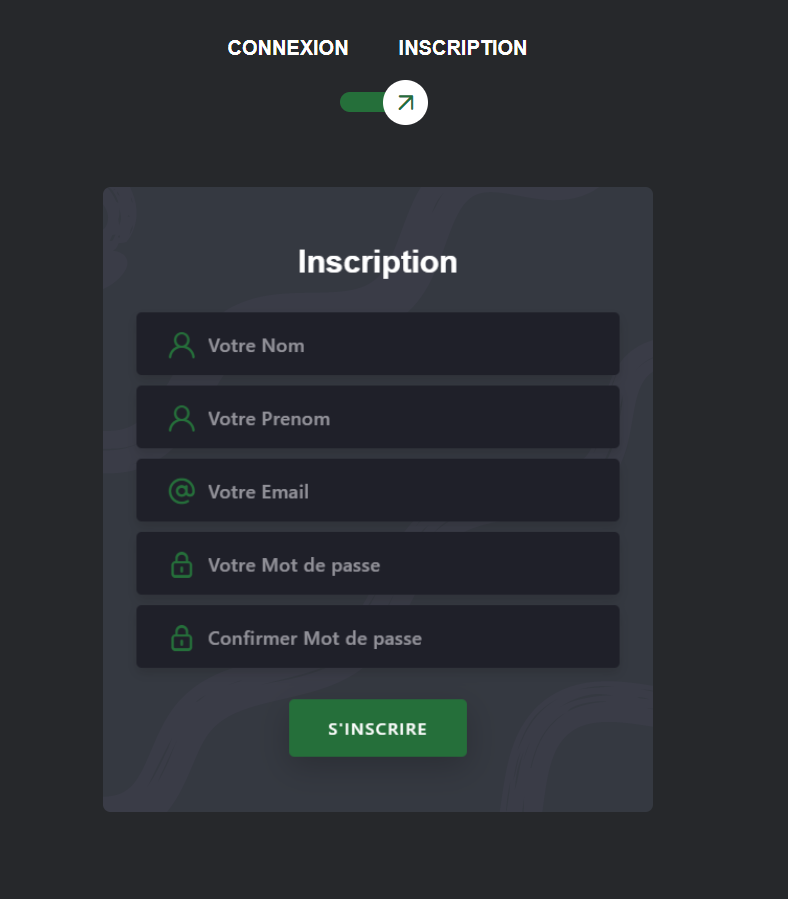 CONNEXION INSCRIPTION
Inscription
Votre Nom
Votre Prenom
Votre Email
Votre Mot de passe
Confirmer Mot de passe
S'INSCRIRE